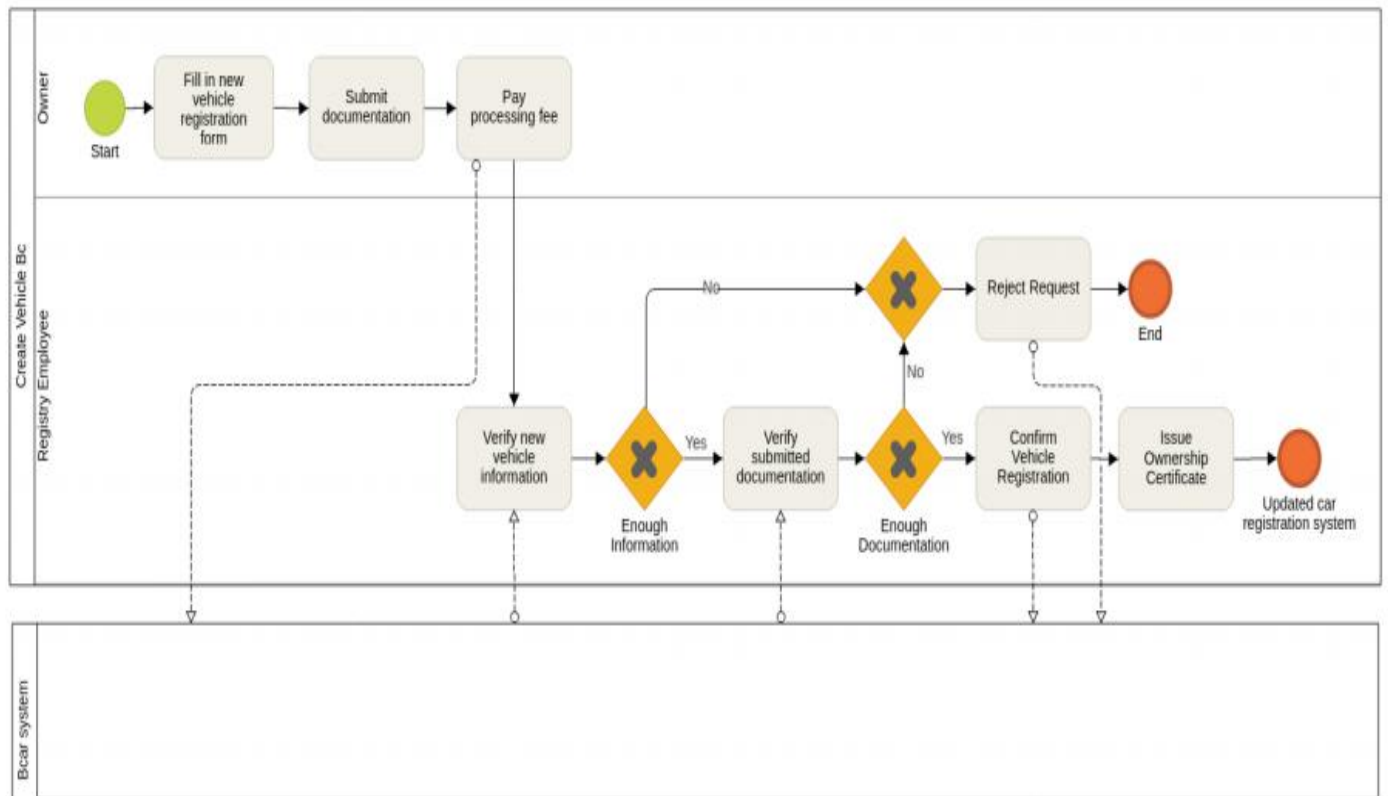 Create Vehicle Bc
Owner
Start
Fill in new
vehicle
registration
form
Submit
documentation
Pay
processing fee
Registry Employee
No
Reject Request
End
No
Verify new
vehicle
information
Yes
Enough
Information
Verify
submitted
documentation
Yes
Enough
Documentation
Confirm
Vehicle
Registration
Issue
Ownership
Certificate
Updated car
registration system
Bcar system